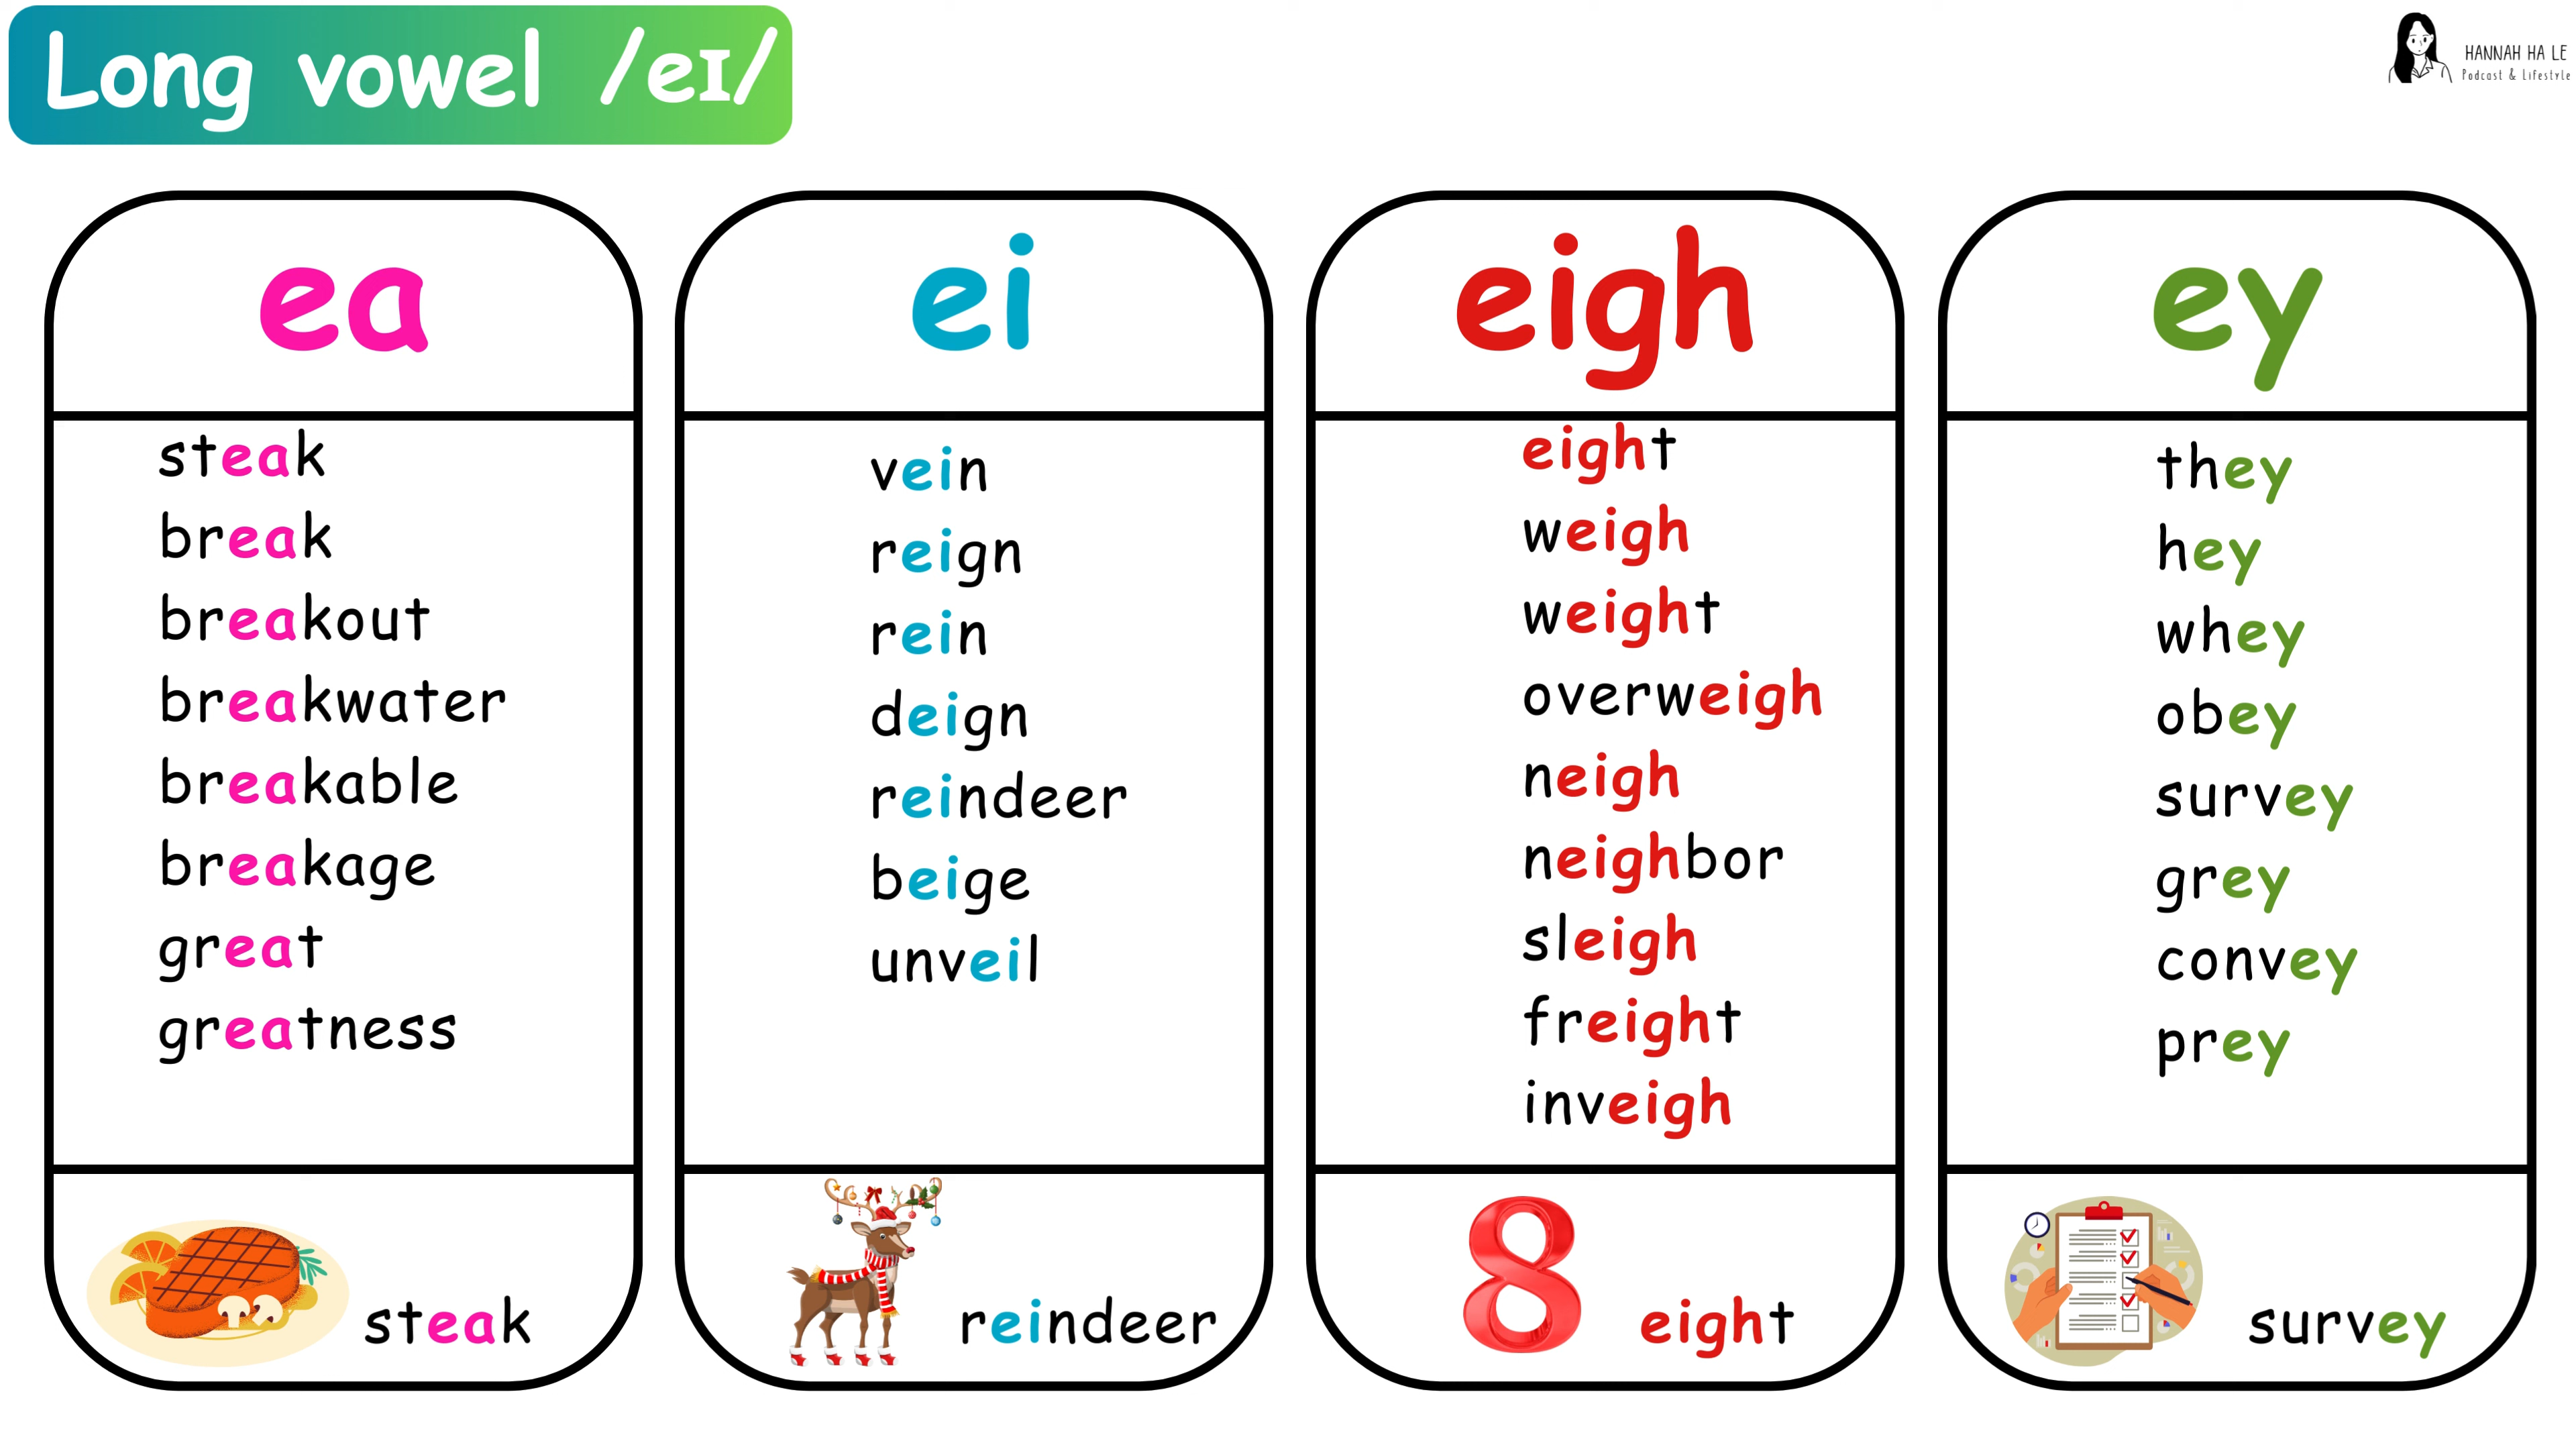 Long vowel /eɪ/
HANNAH HA LE
Podcast & Lifestyle
ea
steak
break
breakout
breakwater
breakable
breakage
great
greatness
steak
ei
vein
reign
rein
deign
reindeer
beige
unveil
reindeer
eigh
eight
weigh
weight
overweigh
neigh
neighbor
sleigh
freight
inveigh
8
eight
ey
they
hey
whey
obey
survey
grey
convey
prey
survey